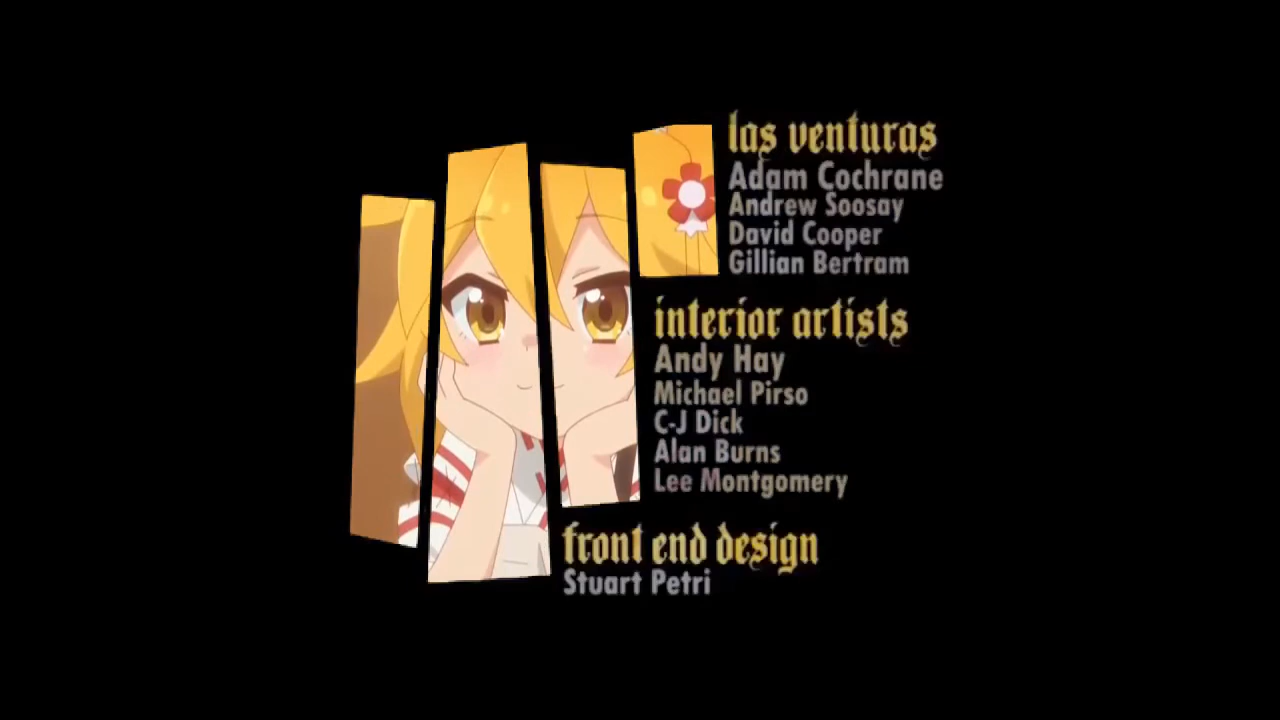 las venturas
Adam Cochrane
Andrew Soosay
David Cooper
Gillian Bertram
interior artists
Andy Hay
Michael Pirso
C-J Dick
Alan Burns
Lee Montgomery
front end design
Stuart Petri